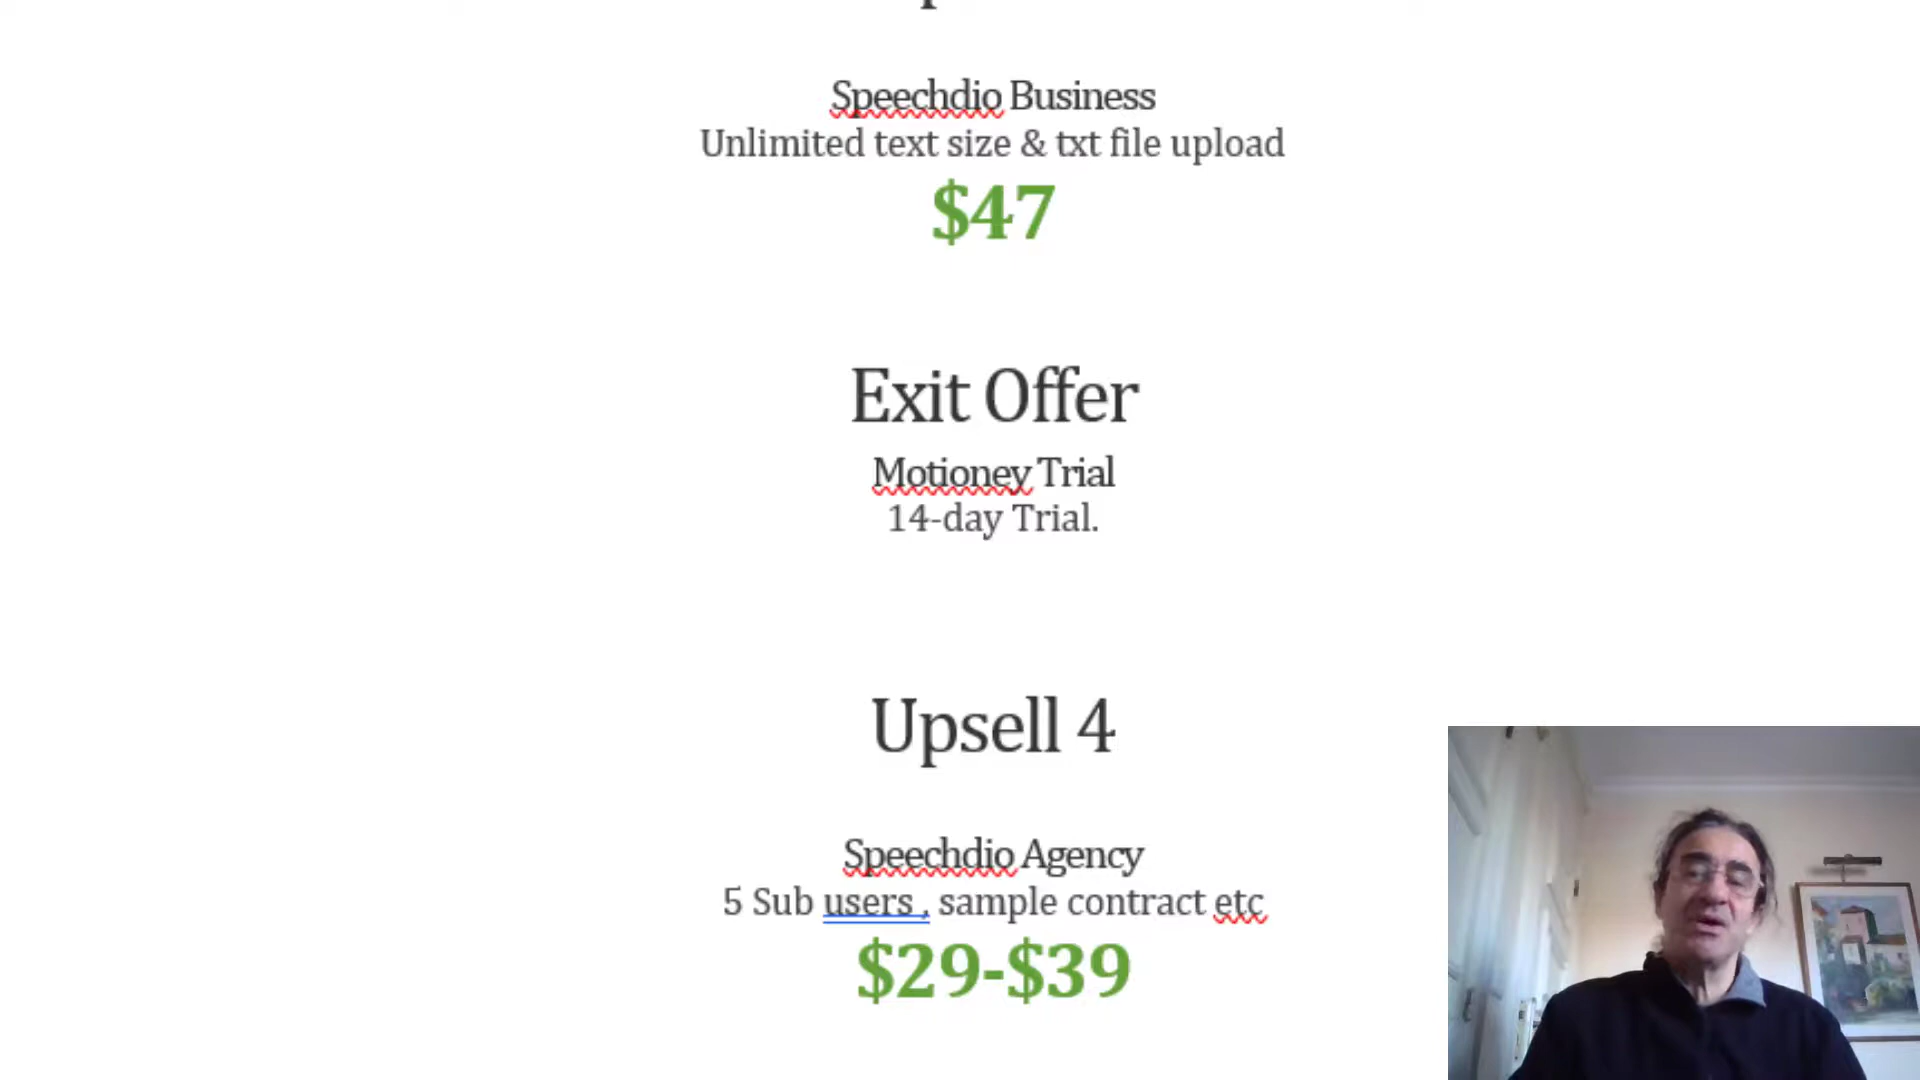 Speechdio Business
Unlimited text size & txt file upload
$47
Exit Offer
Motioney Trial
14-day Trial.
Upsell 4
Speechdio Agency
5 Sub users , sample contract etc
$29-$39